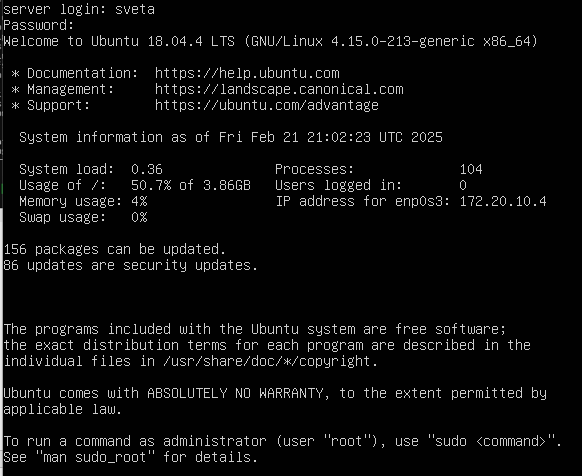 server login: sveta
Password:
Welcome to Ubuntu 18.04.4 LTS (GNU/Linux 4.15.0-213-generic x86_64)
* Documentation: https://help.ubuntu.com
* Management: https://landscape.canonical.com
* Support: https://ubuntu.com/advantage
System information as of Fri Feb 21 21:02:23 UTC 2025
System load: 0.36 Processes: 104
Usage of /: 50.7% of 3.86GB Users logged in: 0
Memory usage: 4% IP address for enp0s3: 172.20.10.4
Swap usage: 0%
156 packages can be updated.
86 updates are security updates.
The programs included with the Ubuntu system are free software;
the exact distribution terms for each program are described in the
individual files in /usr/share/doc/*/copyright.
Ubuntu comes with ABSOLUTELY NO WARRANTY, to the extent permitted by
applicable law.
To run a command as administrator (user "root"), use "sudo <command>".
See "man sudo_root" for details.